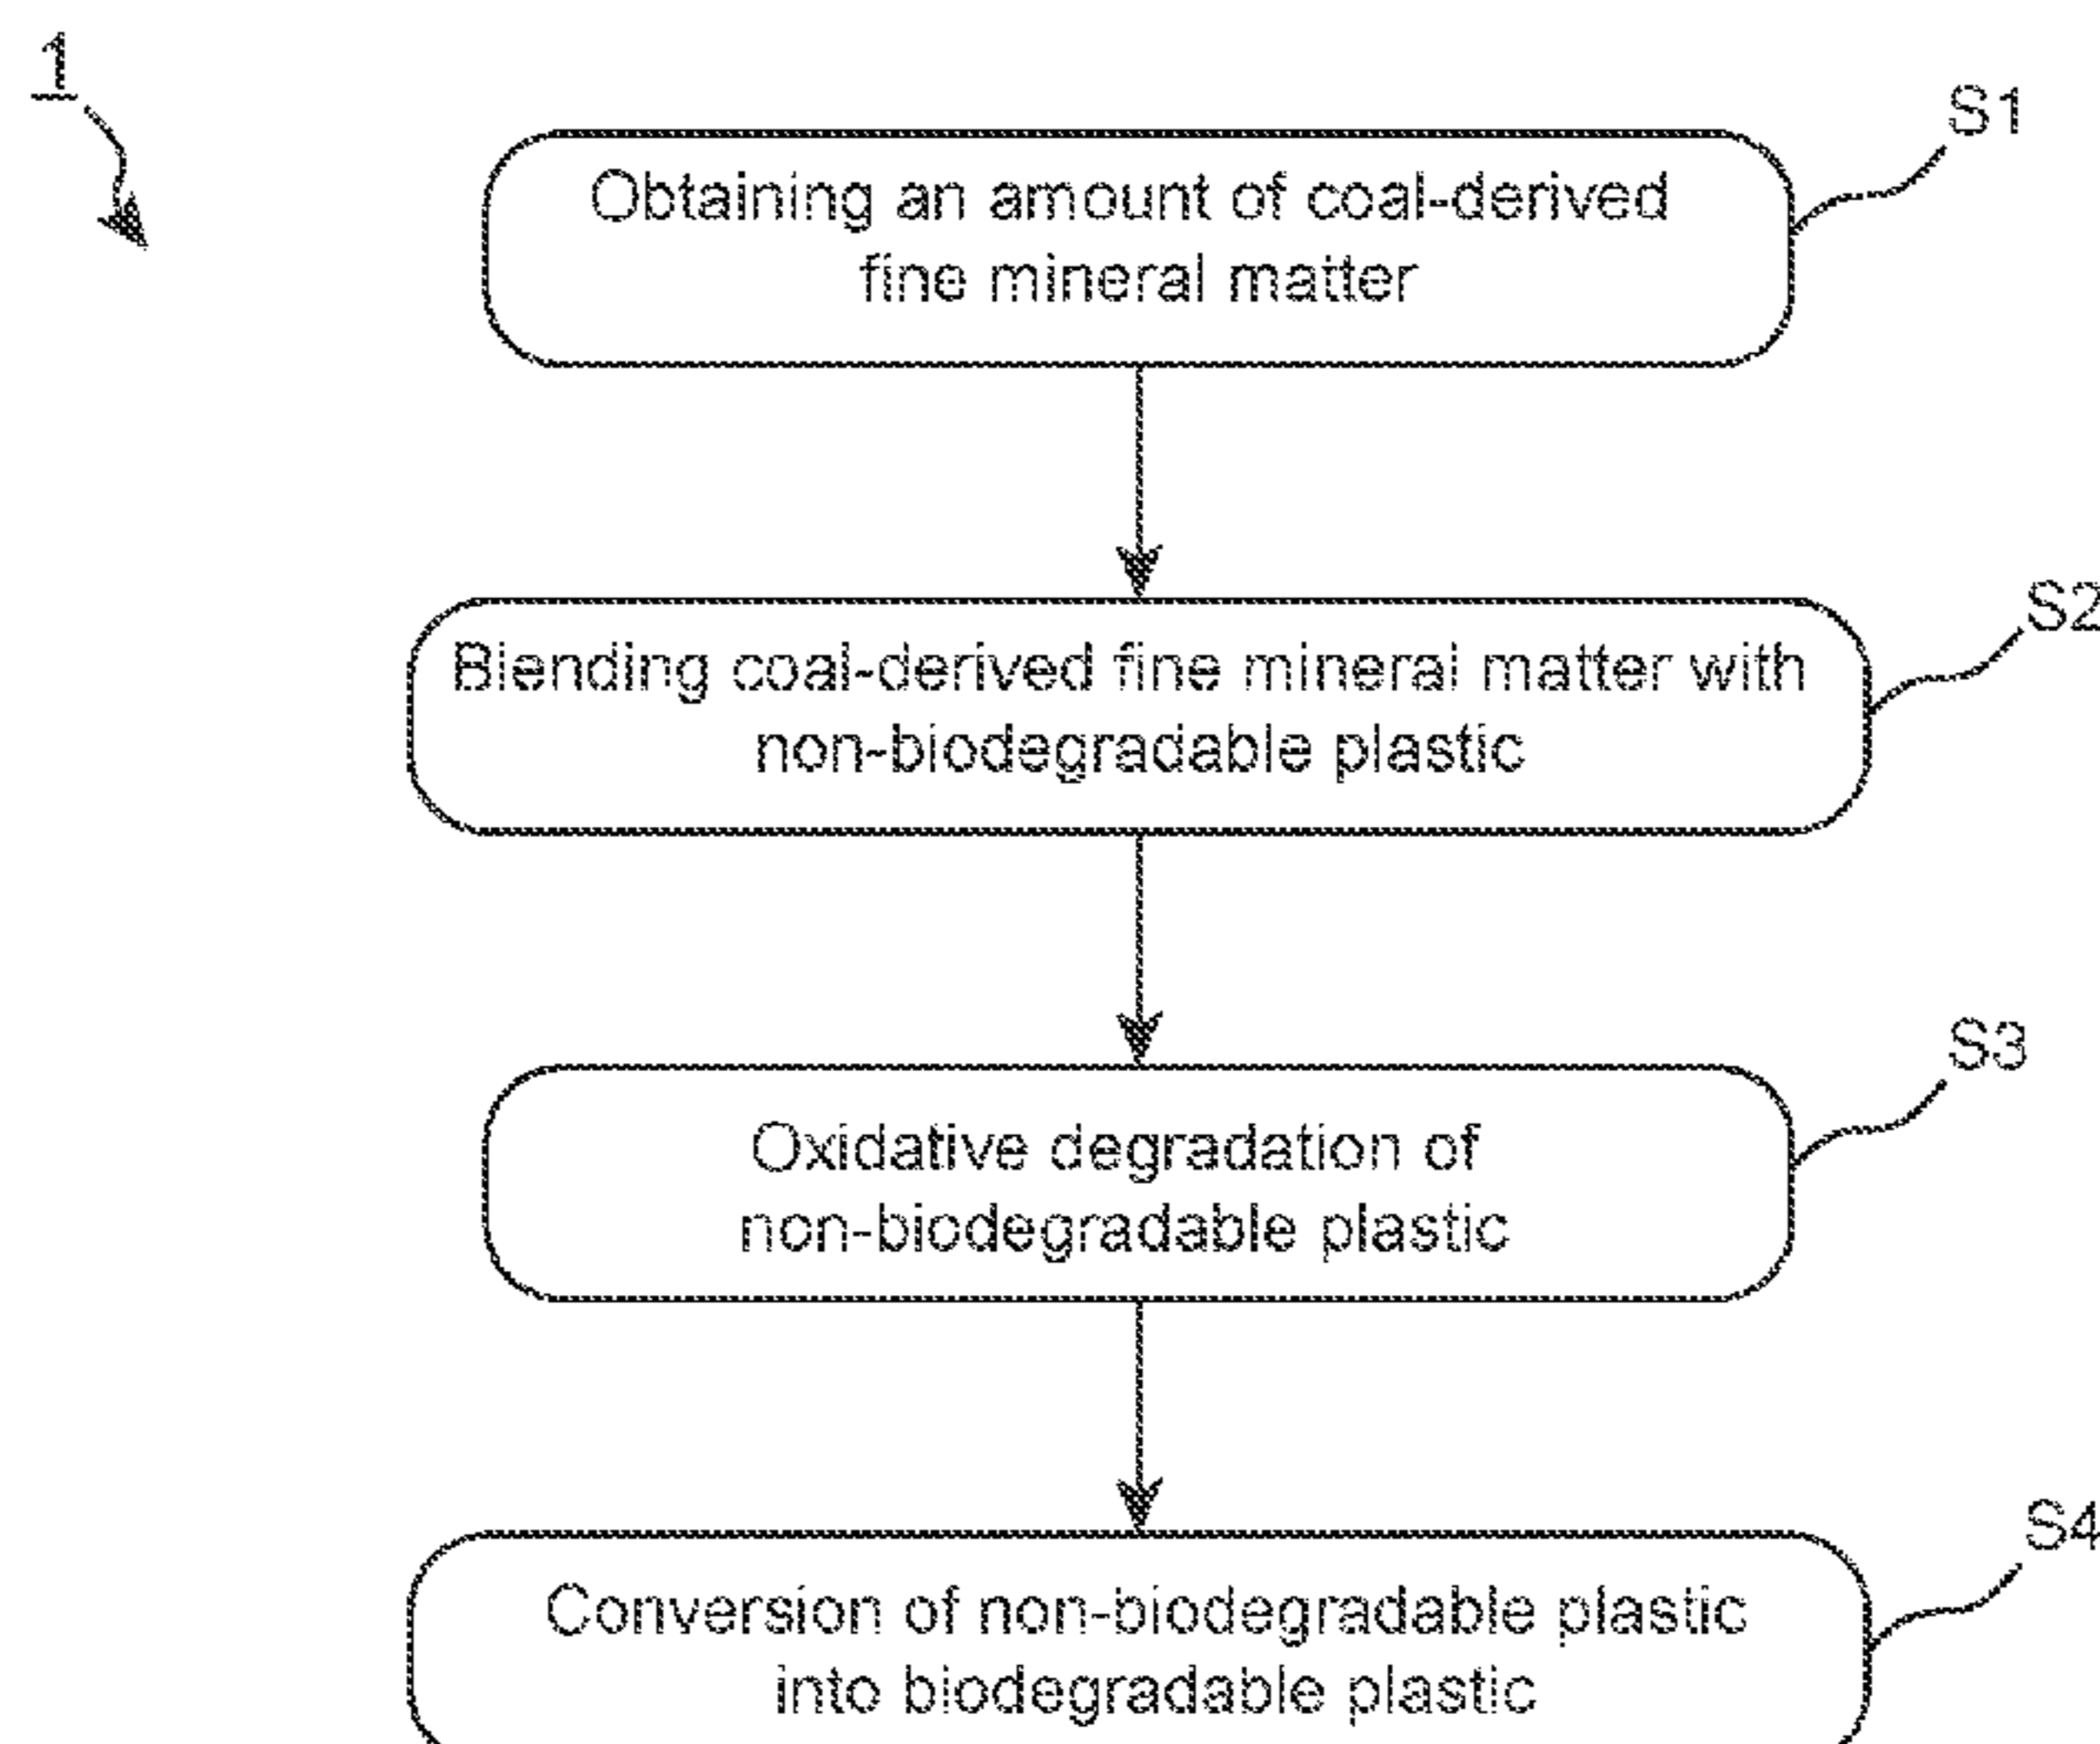 1
S1
Obtaining an amount of coal-derived
fine mineral matter
S2
Blending coal-derived fine mineral matter with
non-biodegradable plastic
S3
Oxidative degradation of
non-biodegradable plastic
S4
Conversion of non-biodegradable plastic
into biodegradable plastic